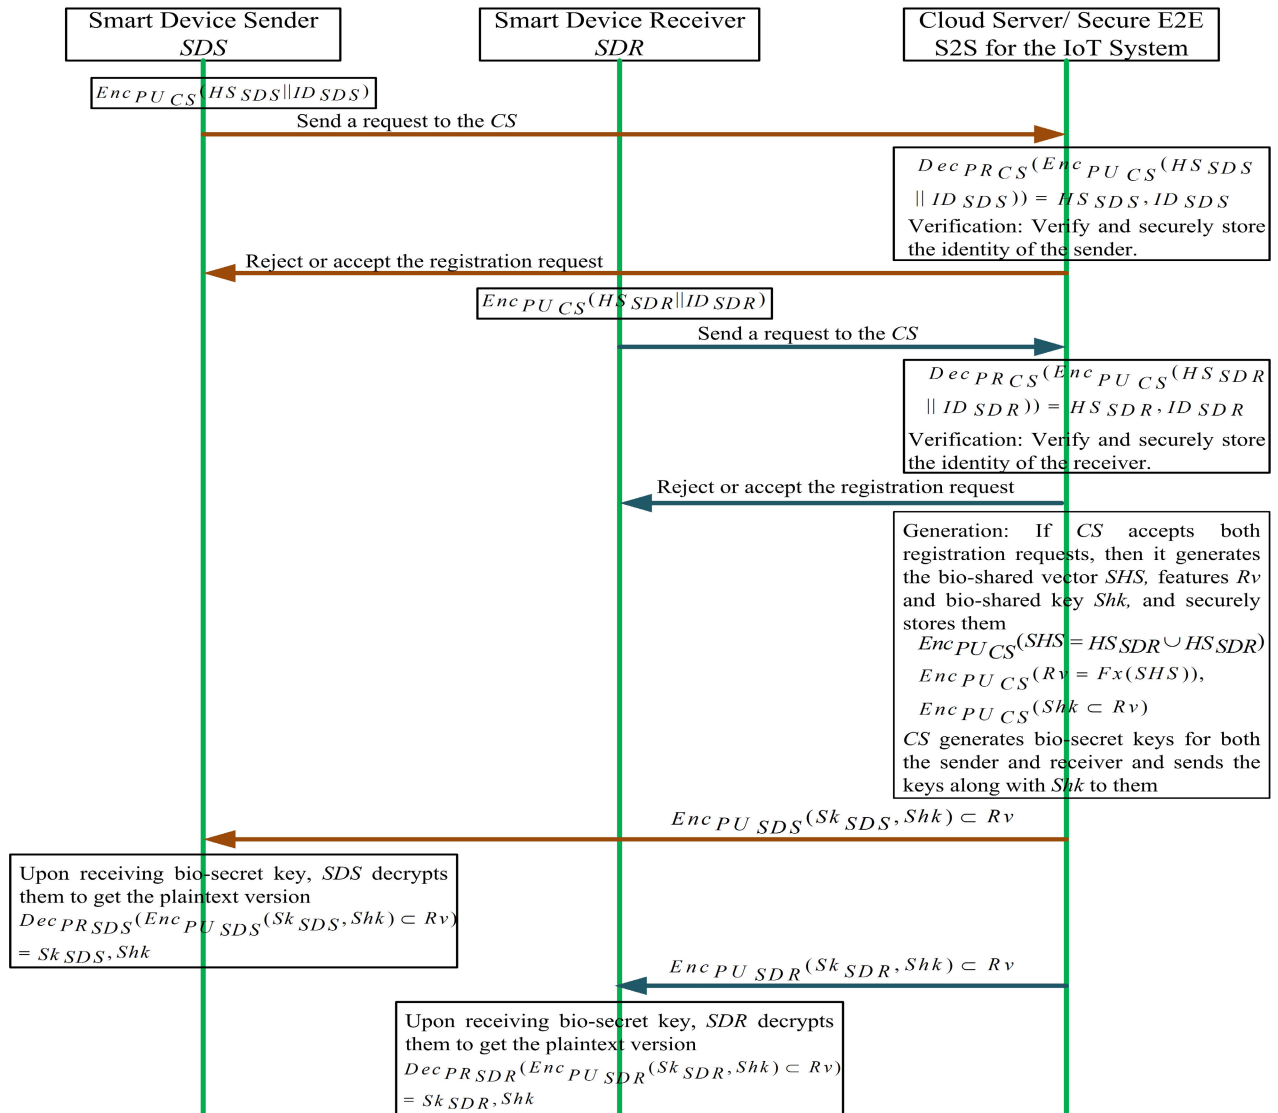 Smart Device Sender
SDS
Smart Device Receiver
SDR
Cloud Server/ Secure E2E
S2S for the IoT System
Enc PU CS (HS SDS||ID SDS)
Send a request to the CS
Dec PR CS (Enc PU CS (HS SDS
|| ID SDS)) = HS SDS, ID SDS
Verification: Verify and securely store
the identity of the sender.
Reject or accept the registration request
Enc PU CS (HS SDR||ID SDR)
Send a request to the CS
Dec PR CS (Enc PU CS (HS SDR
|| ID SDR)) = HS SDR, ID SDR
Verification: Verify and securely store
the identity of the receiver.
Reject or accept the registration request
Generation: If CS accepts both
registration requests, then it generates
the bio-shared vector SHS, features Rv
and bio-shared key Shk, and securely
stores them
Enc PU CS (SHS = HS SDR ∪ HS SDR)
Enc PU CS (Rv = Fx(SHS)),
Enc PU CS (Shk ⊂ Rv)
CS generates bio-secret keys for both
the sender and receiver and sends the
keys along with Shk to them
Enc PU SDS (Sk SDS, Shk) ⊂ Rv
Upon receiving bio-secret key, SDS decrypts
them to get the plaintext version
Dec PR SDS (Enc PU SDS (Sk SDS, Shk) ⊂ Rv)
= Sk SDS, Shk
Enc PU SDR (Sk SDR, Shk) ⊂ Rv
Upon receiving bio-secret key, SDR decrypts
them to get the plaintext version
Dec PR SDR (Enc PU SDR (Sk SDR, Shk) ⊂ Rv)
= Sk SDR, Shk